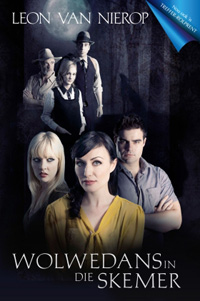 LEON VAN NIEROP
WOLWEDANS IN
DIE
SKEMER